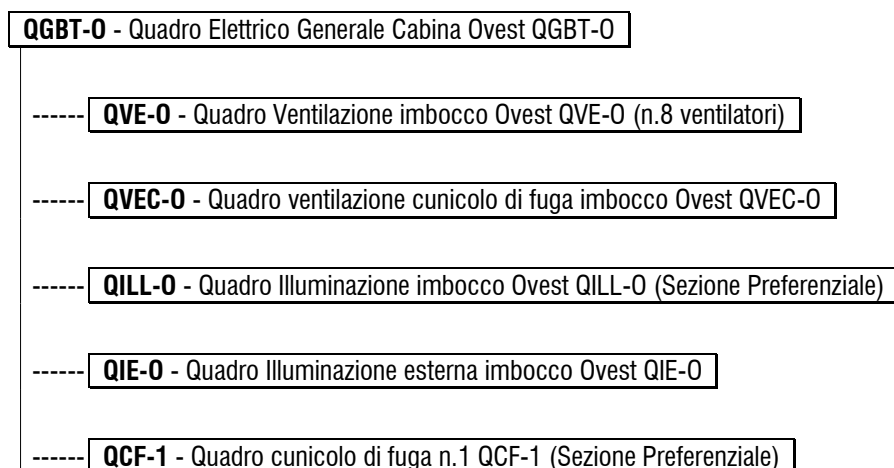 QGBT-O - Quadro Elettrico Generale Cabina Ovest QGBT-O
------ QVE-O - Quadro Ventilazione imbocco Ovest QVE-O (n.8 ventilatori)
------ QVEC-O - Quadro ventilazione cunicolo di fuga imbocco Ovest QVEC-O
------ QILL-O - Quadro Illuminazione imbocco Ovest QILL-O (Sezione Preferenziale)
------ QIE-O - Quadro Illuminazione esterna imbocco Ovest QIE-O
------ QCF-1 - Quadro cunicolo di fuga n.1 QCF-1 (Sezione Preferenziale)